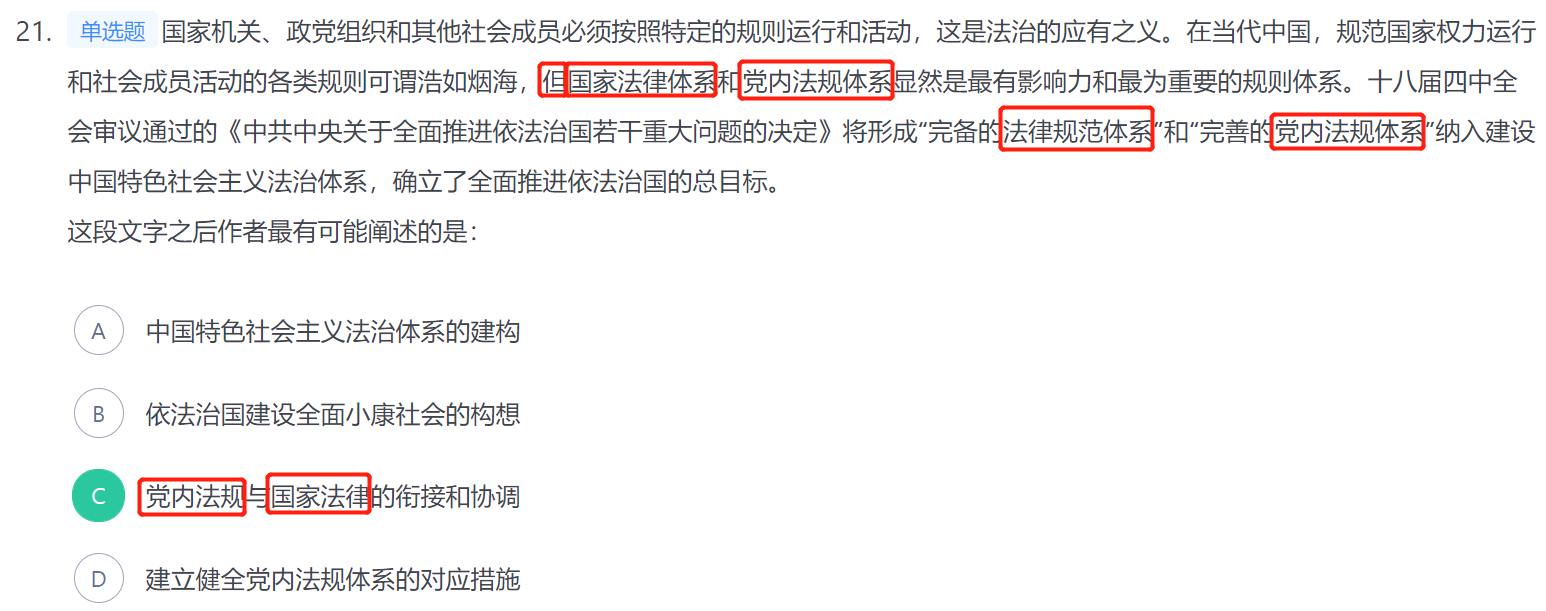 21. 单选题 国家机关、政党组织和其他社会成员必须按照特定的规则运行和活动，这是法治的应有之义。在当代中国，规范国家权力运行
和社会成员活动的各类规则可谓浩如烟海，但国家法律体系和党内法规体系显然是最有影响力和最为重要的规则体系。十八届四中全
会审议通过的《中共中央关于全面推进依法治国若干重大问题的决定》将形成“完备的法律规范体系”和“完善的党内法规体系”纳入建设
中国特色社会主义法治体系，确立了全面推进依法治国的总目标。
这段文字之后作者最有可能阐述的是：
A 中国特色社会主义法治体系的建构
B 依法治国建设全面小康社会的构想
C 党内法规与国家法律的衔接和协调
D 建立健全党内法规体系的对应措施